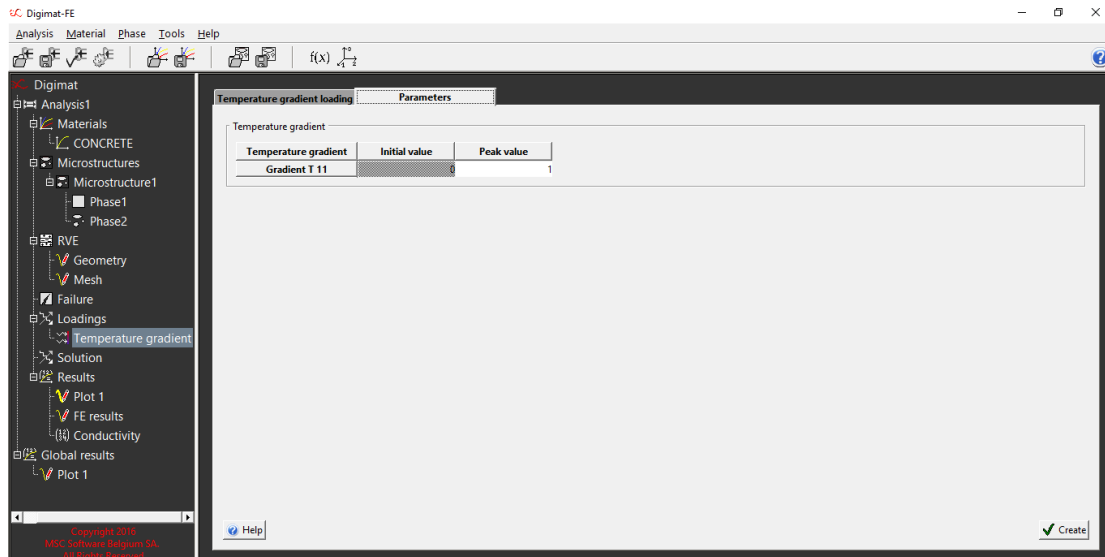 Digimat-FE
Analysis Material Phase Tools Help
f(x)
Digimat
Analysis1
Materials
CONCRETE
Microstructures
Microstructure1
Phase1
Phase2
RVE
Geometry
Mesh
Failure
Loadings
Temperature gradient
Solution
Results
Plot 1
FE results
Conductivity
Global results
Plot 1
Copyright 2016
MSC Software Belgium SA.
All Rights Reserved
Temperature gradient loading Parameters
Temperature gradient
Temperature gradient Initial value Peak value
Gradient T 11 0 1
Help
Create